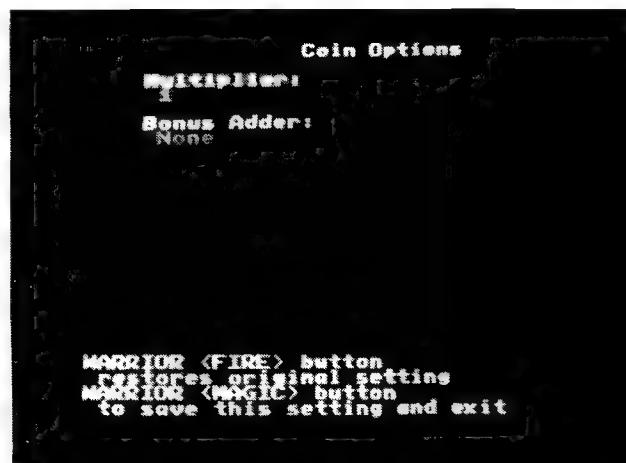 Coin Options
Multiplier:
1
Bonus Adder:
None
WARRIOR <FIRE> button
restores original setting
WARRIOR <MAGIC> button
to save this setting and exit